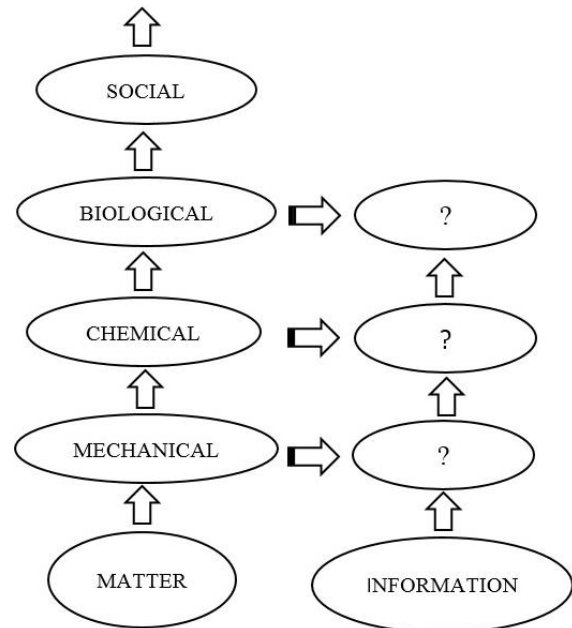 SOCIAL
BIOLOGICAL
?
CHEMICAL
?
MECHANICAL
?
MATTER
INFORMATION